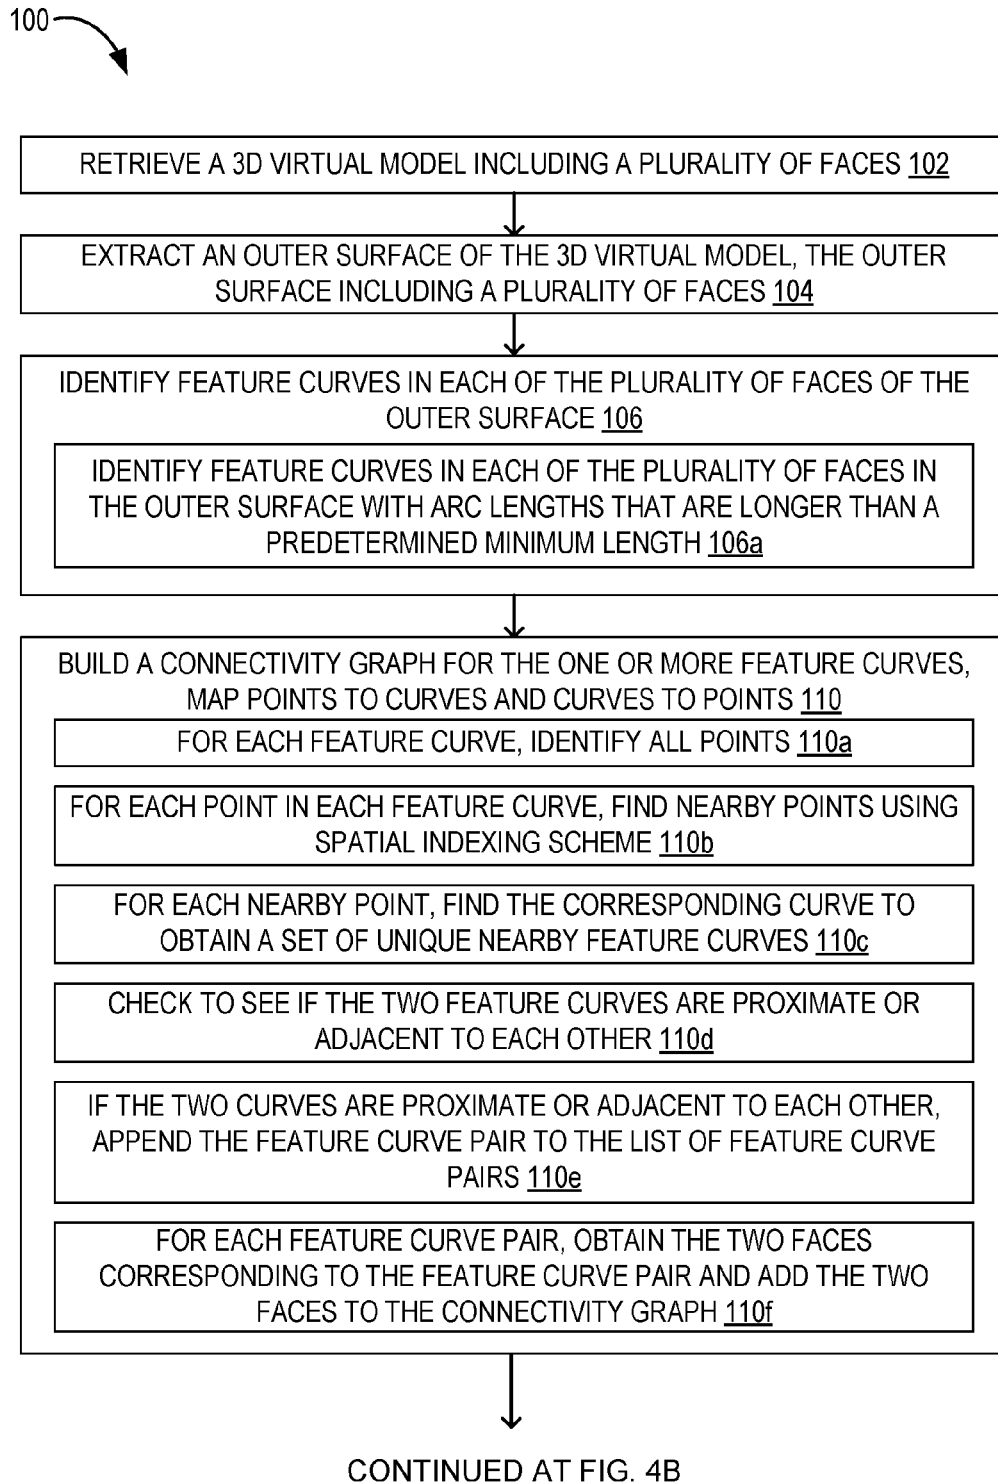 100
RETRIEVE A 3D VIRTUAL MODEL INCLUDING A PLURALITY OF FACES 102
EXTRACT AN OUTER SURFACE OF THE 3D VIRTUAL MODEL, THE OUTER
SURFACE INCLUDING A PLURALITY OF FACES 104
IDENTIFY FEATURE CURVES IN EACH OF THE PLURALITY OF FACES OF THE
OUTER SURFACE 106
IDENTIFY FEATURE CURVES IN EACH OF THE PLURALITY OF FACES IN
THE OUTER SURFACE WITH ARC LENGTHS THAT ARE LONGER THAN A
PREDETERMINED MINIMUM LENGTH 106a
BUILD A CONNECTIVITY GRAPH FOR THE ONE OR MORE FEATURE CURVES,
MAP POINTS TO CURVES AND CURVES TO POINTS 110
FOR EACH FEATURE CURVE, IDENTIFY ALL POINTS 110a
FOR EACH POINT IN EACH FEATURE CURVE, FIND NEARBY POINTS USING
SPATIAL INDEXING SCHEME 110b
FOR EACH NEARBY POINT, FIND THE CORRESPONDING CURVE TO
OBTAIN A SET OF UNIQUE NEARBY FEATURE CURVES 110c
CHECK TO SEE IF THE TWO FEATURE CURVES ARE PROXIMATE OR
ADJACENT TO EACH OTHER 110d
IF THE TWO CURVES ARE PROXIMATE OR ADJACENT TO EACH OTHER,
APPEND THE FEATURE CURVE PAIR TO THE LIST OF FEATURE CURVE
PAIRS 110e
FOR EACH FEATURE CURVE PAIR, OBTAIN THE TWO FACES
CORRESPONDING TO THE FEATURE CURVE PAIR AND ADD THE TWO
FACES TO THE CONNECTIVITY GRAPH 110f
CONTINUED AT FIG. 4B